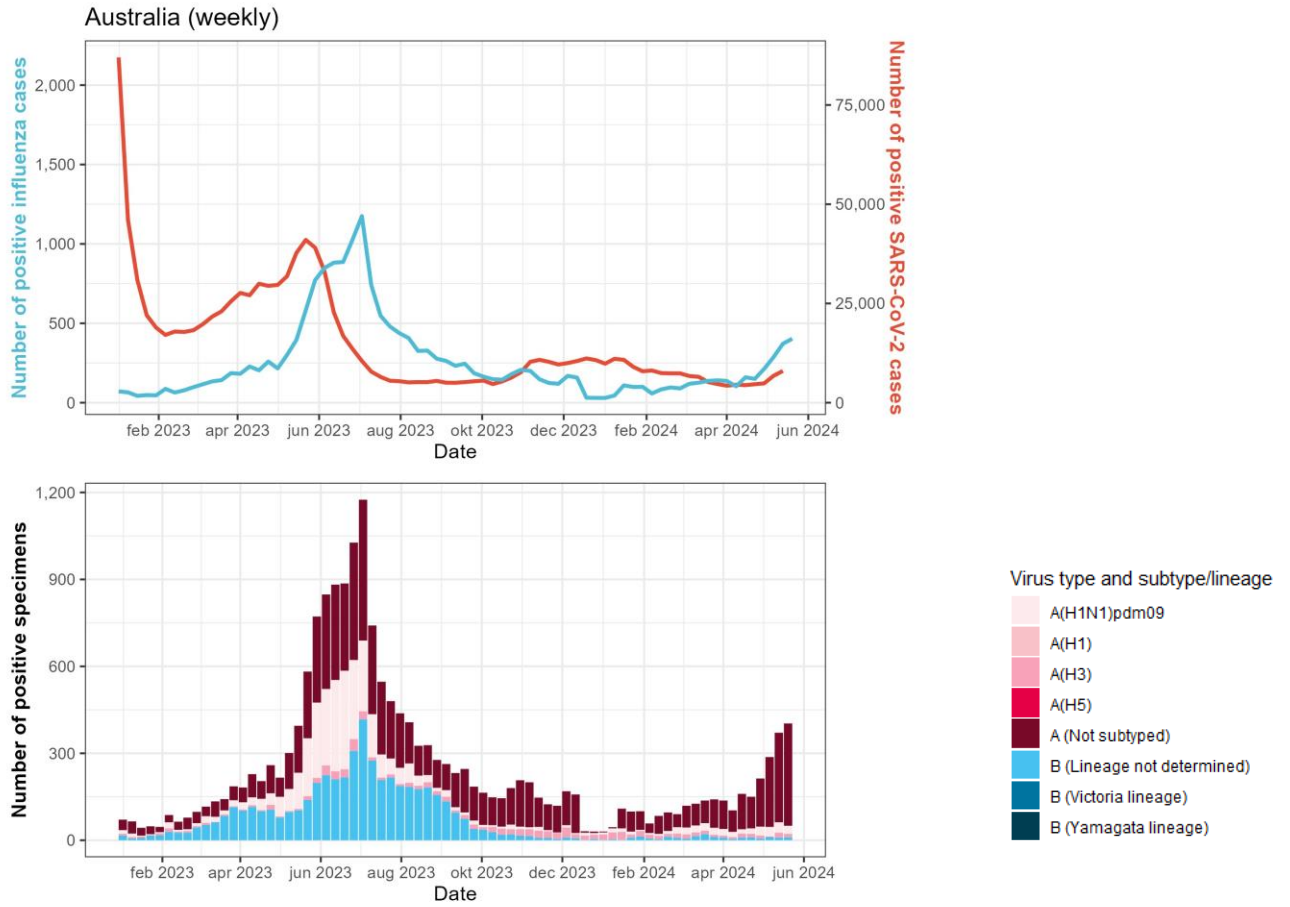 Australia (weekly)
Number of positive influenza cases
2,000
1,500
1,000
500
0
75,000
50,000
25,000
0
Number of positive SARS-CoV-2 cases
feb 2023 apr 2023 jun 2023 aug 2023 okt 2023 dec 2023 feb 2024 apr 2024 jun 2024
Date
Number of positive specimens
1,200
900
600
300
0
feb 2023 apr 2023 jun 2023 aug 2023 okt 2023 dec 2023 feb 2024 apr 2024 jun 2024
Date
Virus type and subtype/lineage
A(H1N1)pdm09
A(H1)
A(H3)
A(H5)
A (Not subtyped)
B (Lineage not determined)
B (Victoria lineage)
B (Yamagata lineage)